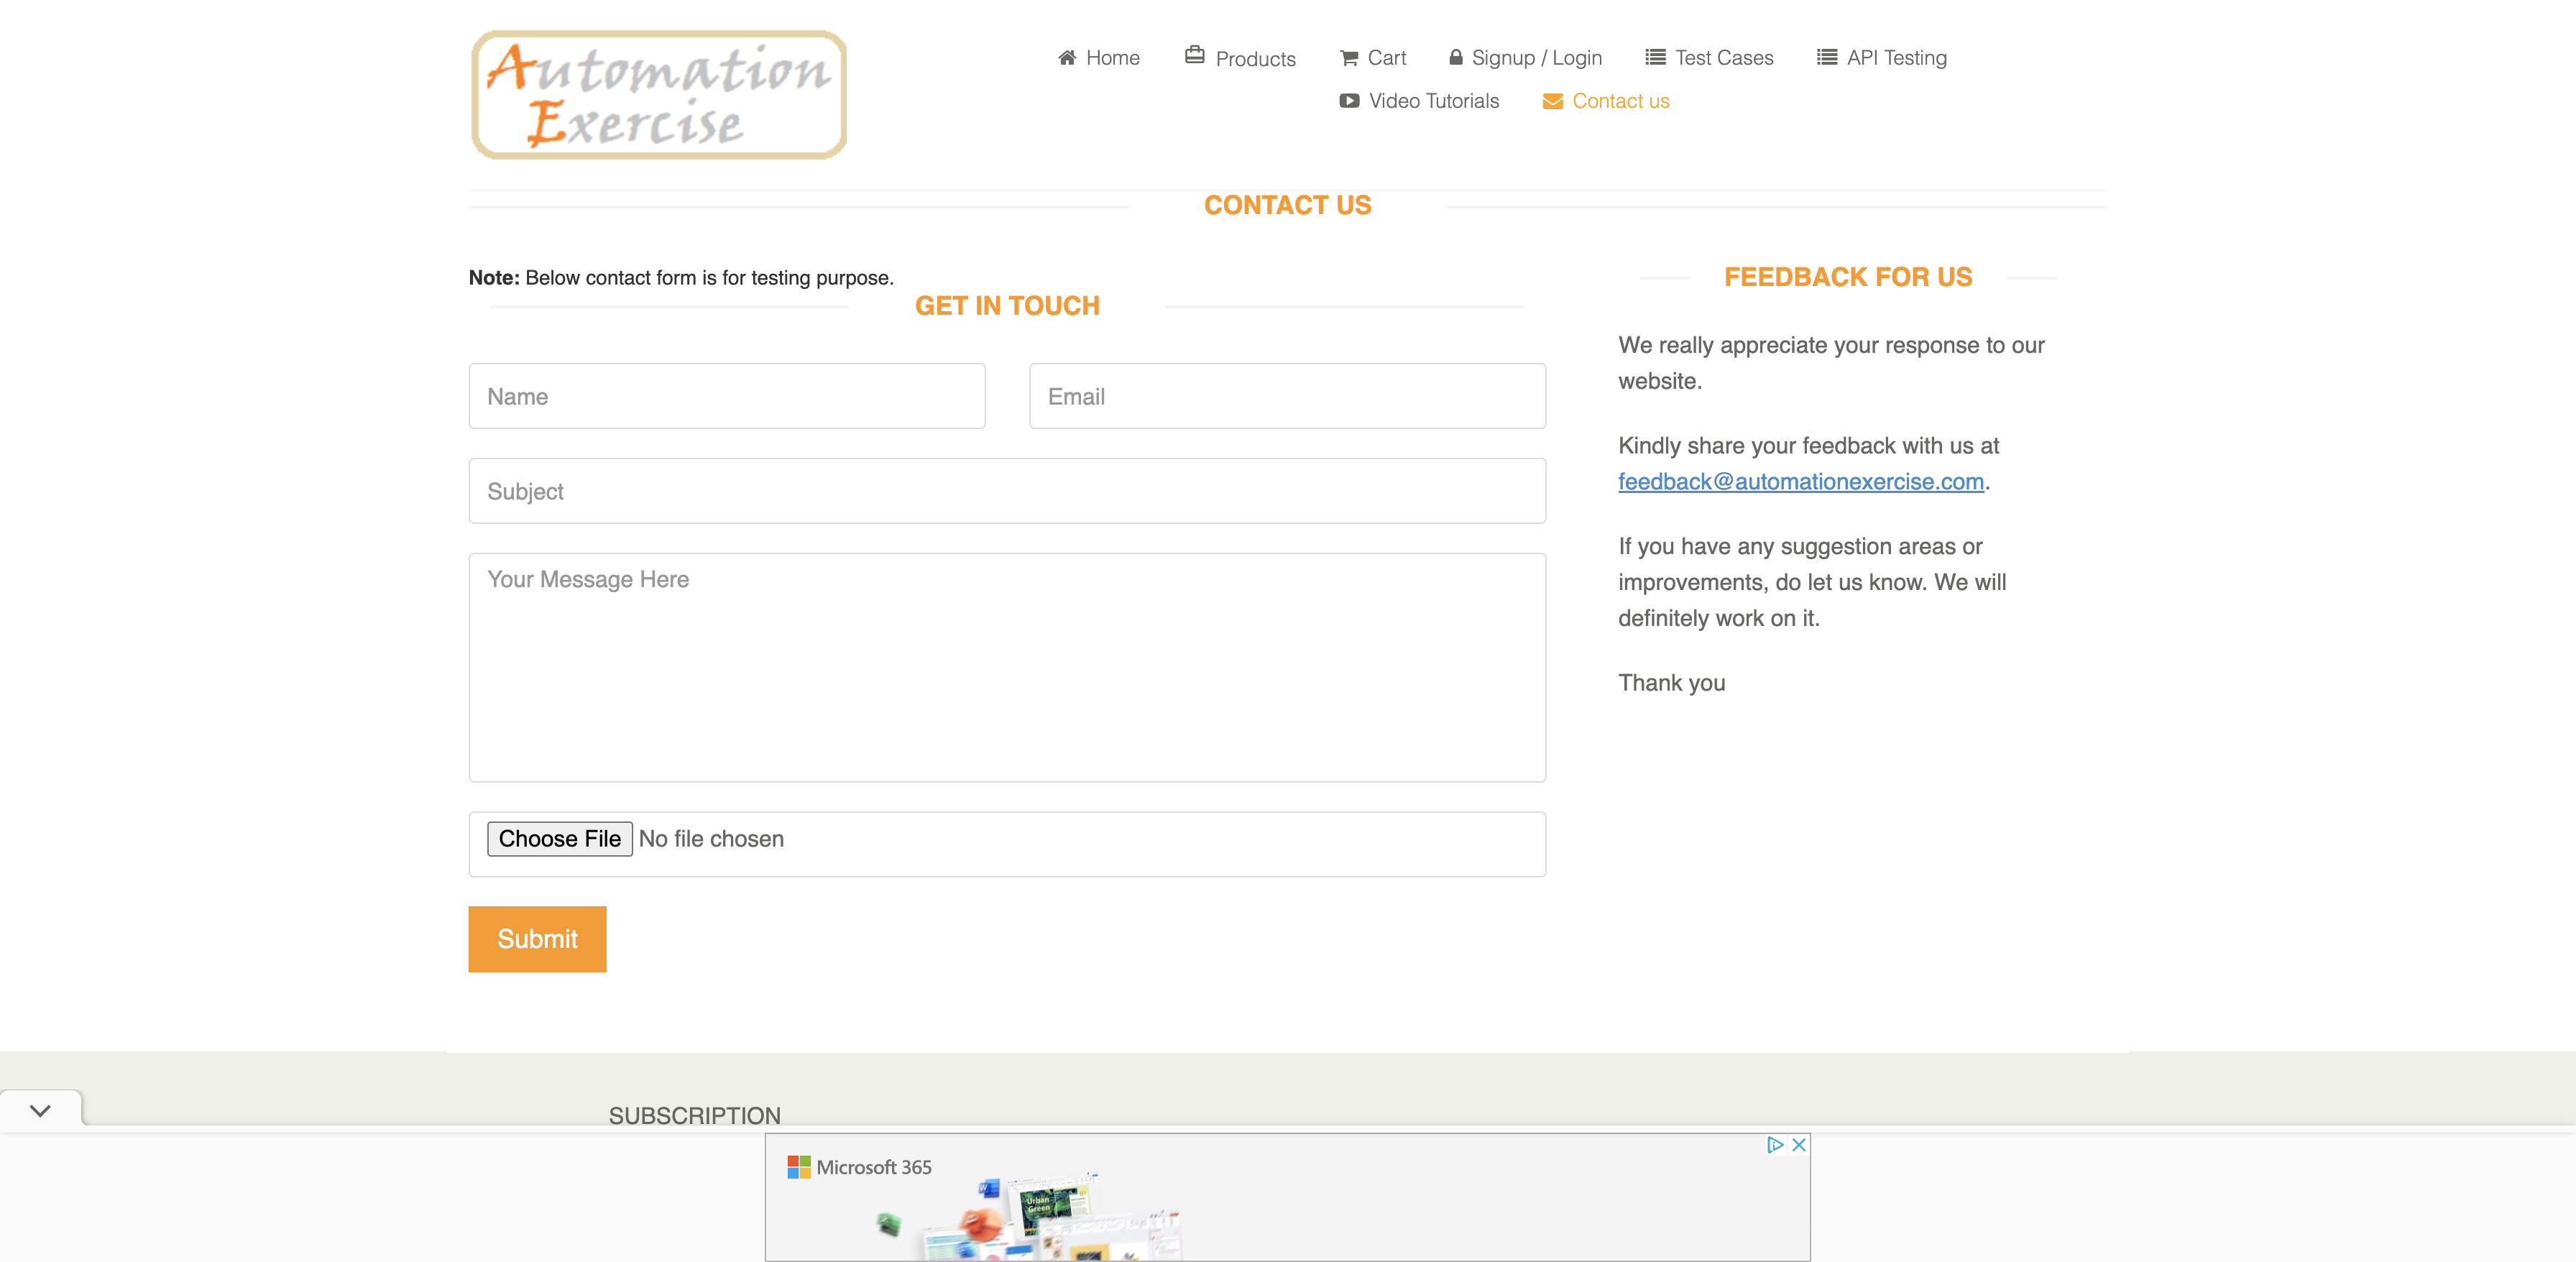 Automation
Exercise
Home
Products
Cart
Signup / Login
Test Cases
API Testing
Video Tutorials
Contact us
CONTACT US
Note: Below contact form is for testing purpose.
GET IN TOUCH
Name
Email
Subject
Your Message Here
Choose File No file chosen
Submit
FEEDBACK FOR US
We really appreciate your response to our
website.
Kindly share your feedback with us at
feedback@automationexercise.com.
If you have any suggestion areas or
improvements, do let us know. We will
definitely work on it.
Thank you
SUBSCRIPTION
Microsoft 365
Urban
Green